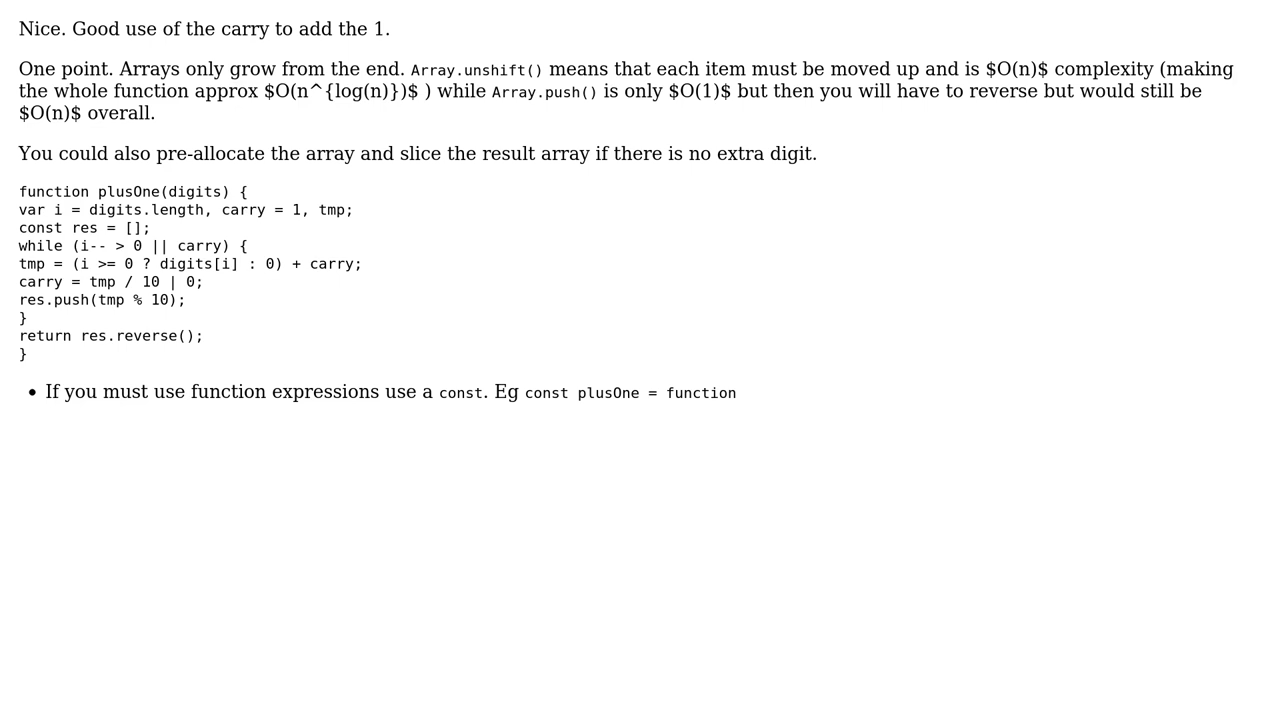 Nice. Good use of the carry to add the 1.
One point. Arrays only grow from the end. Array.unshift() means that each item must be moved up and is $O(n)$ complexity (making
the whole function approx $O(n^{log(n)})$ ) while Array.push() is only $O(1)$ but then you will have to reverse but would still be
$O(n)$ overall.
You could also pre-allocate the array and slice the result array if there is no extra digit.
function plusOne(digits) {
var i = digits.length, carry = 1, tmp;
const res = [];
while (i-- > 0 || carry) {
tmp = (i >= 0 ? digits[i] : 0) + carry;
carry = tmp / 10 | 0;
res.push(tmp % 10);
}
return res.reverse();
}
• If you must use function expressions use a const. Eg const plusOne = function